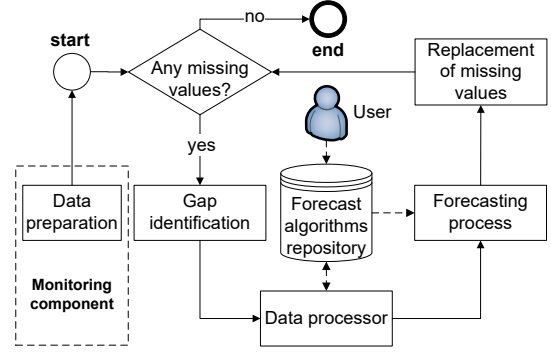 no
start
end
Any missing
values?
Replacement
of missing
values
User
yes
Data
preparation
Gap
identification
Forecast
algorithms
repository
Forecasting
process
Monitoring
component
Data processor